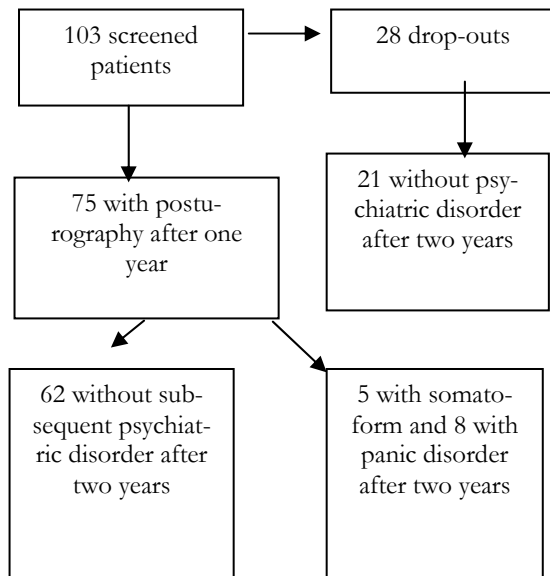 103 screened
patients
28 drop-outs
75 with postu-
rography after one
year
21 without psy-
chiatric disorder
after two years
62 without sub-
sequent psychiat-
ric disorder after
two years
5 with somato-
form and 8 with
panic disorder
after two years